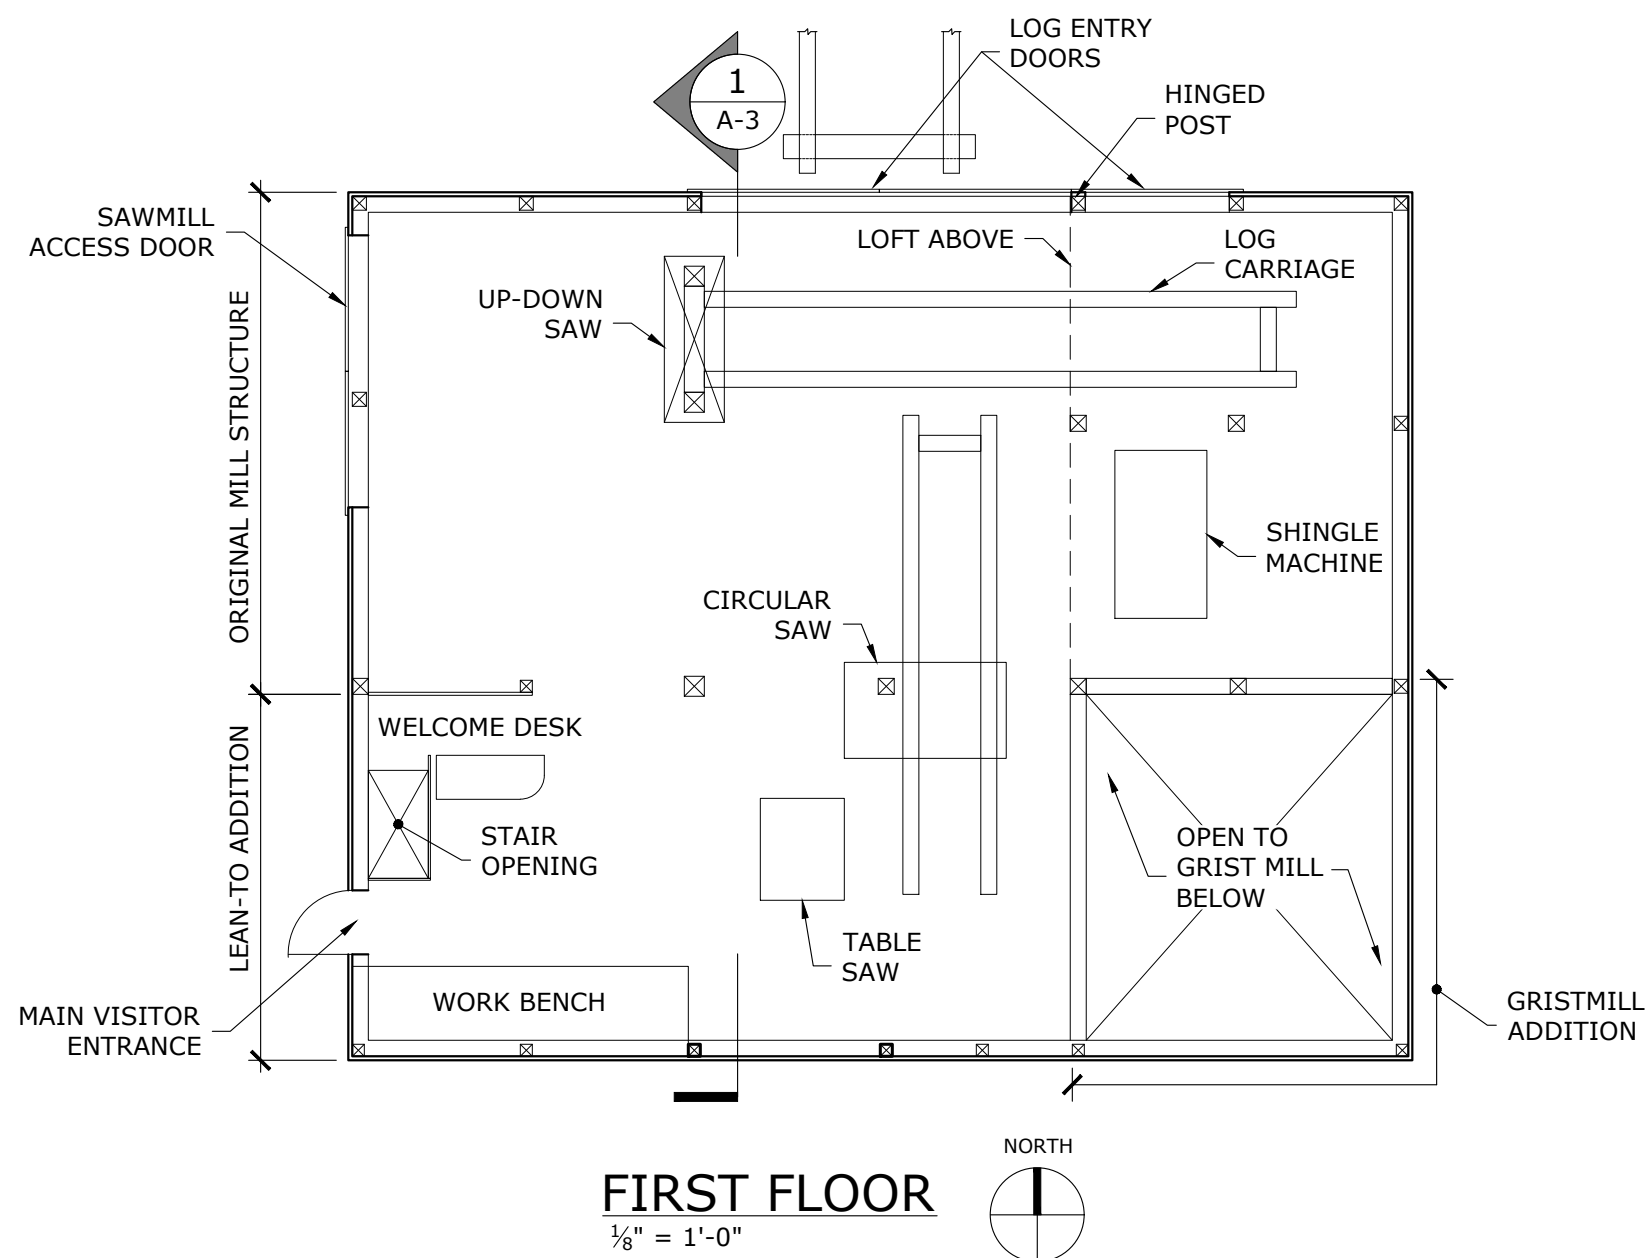 LOG ENTRY
DOORS
1
A-3
HINGED
POST
SAWMILL
ACCESS DOOR
LOFT ABOVE
LOG
CARRIAGE
UP-DOWN
SAW
ORIGINAL MILL STRUCTURE
SHINGLE
MACHINE
CIRCULAR
SAW
WELCOME DESK
LEAN-TO ADDITION
STAIR
OPENING
OPEN TO
GRIST MILL
BELOW
TABLE
SAW
WORK BENCH
MAIN VISITOR
ENTRANCE
GRISTMILL
ADDITION
NORTH
FIRST FLOOR
⅛" = 1'-0"